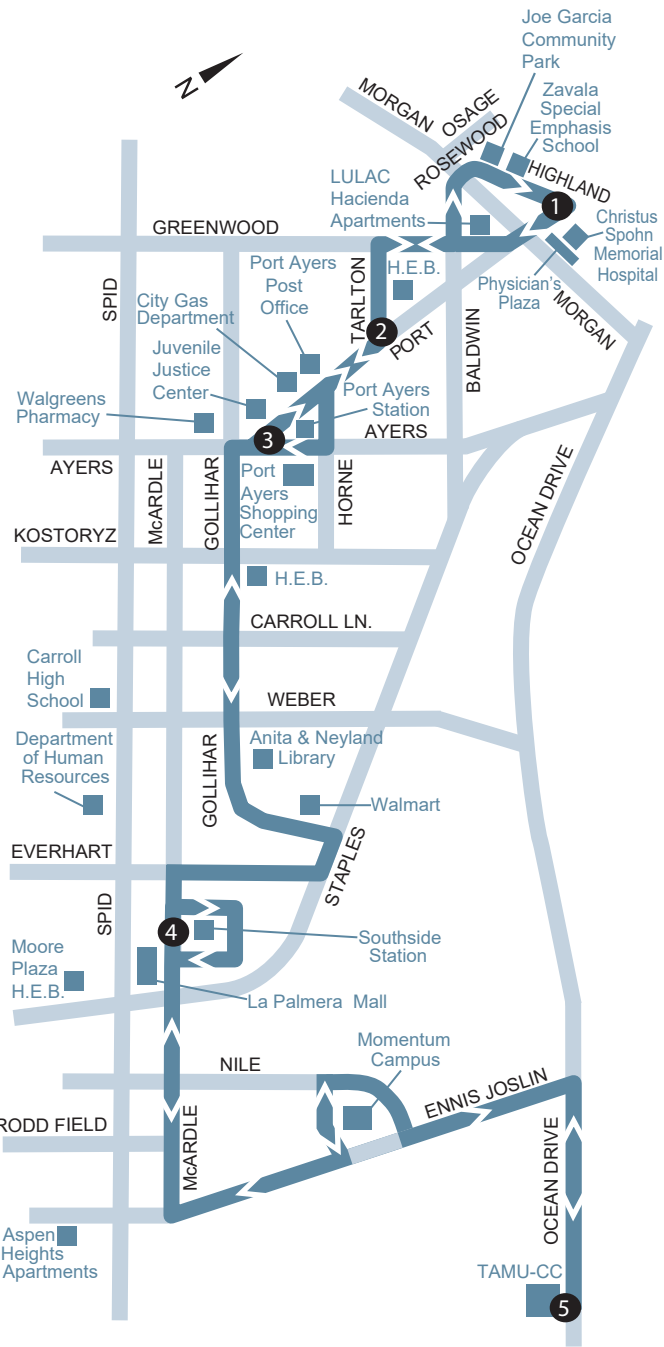 Joe Garcia
Community
Park
N
MORGAN
OSAGE
ROSEWOOD
Zavala
Special
Emphasis
School
HIGHLAND
LULAC
Hacienda
Apartments
1
Christus
Spohn
Memorial
Hospital
GREENWOOD
Port Ayers
Post
Office
H.E.B.
Physician's
Plaza
MORGAN
SPID
City Gas
Department
TARLTON
2
PORT
BALDWIN
Juvenile
Justice
Center
Walgreens
Pharmacy
Port Ayers
Station
3
AYERS
AYERS
McARDLE
GOLLIHAR
Port
Ayers
Shopping
Center
HORNE
OCEAN DRIVE
KOSTORYZ
H.E.B.
CARROLL LN.
Carroll
High
School
WEBER
Department
of Human
Resources
GOLLIHAR
Anita & Neyland
Library
Walmart
EVERHART
STAPLES
SPID
4
Southside
Station
Moore
Plaza
H.E.B.
La Palmera Mall
Momentum
Campus
NILE
ENNIS JOSLIN
RODD FIELD
McARDLE
OCEAN DRIVE
Aspen
Heights
Apartments
TAMU-CC
5